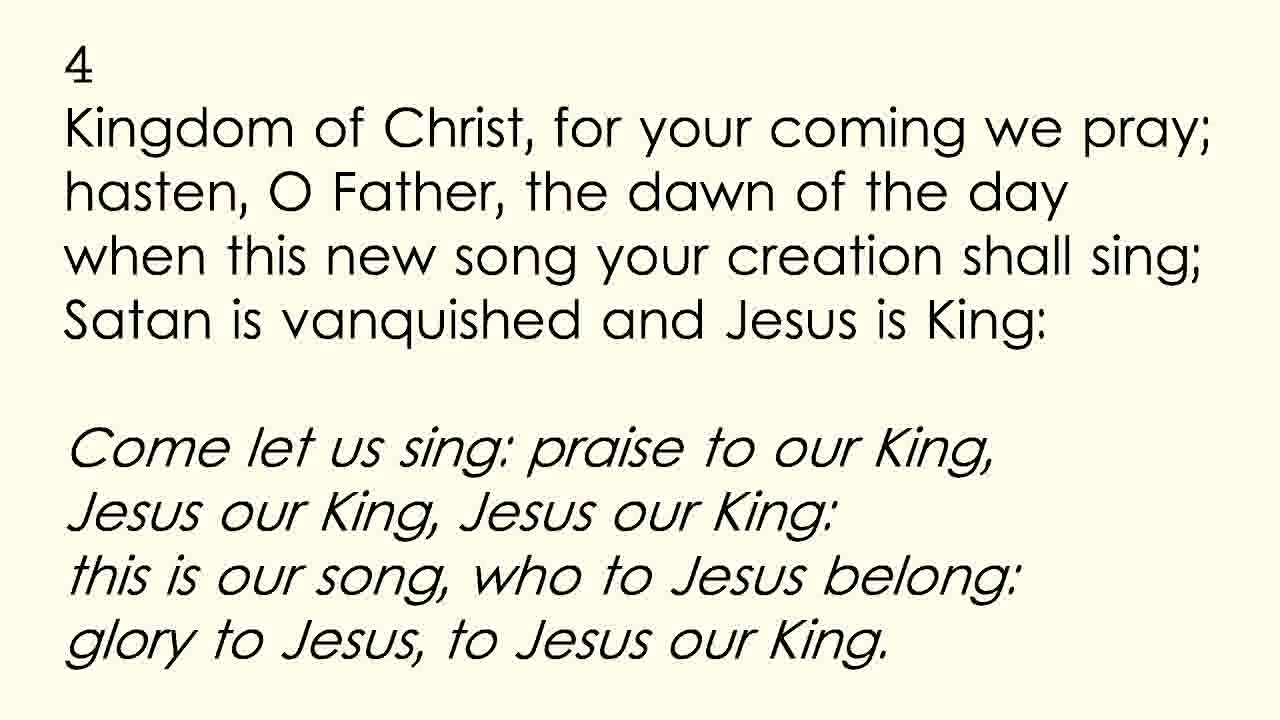 4
Kingdom of Christ, for your coming we pray;
hasten, O Father, the dawn of the day
when this new song your creation shall sing;
Satan is vanquished and Jesus is King:
Come let us sing: praise to our King,
Jesus our King, Jesus our King:
this is our song, who to Jesus belong:
glory to Jesus, to Jesus our King.